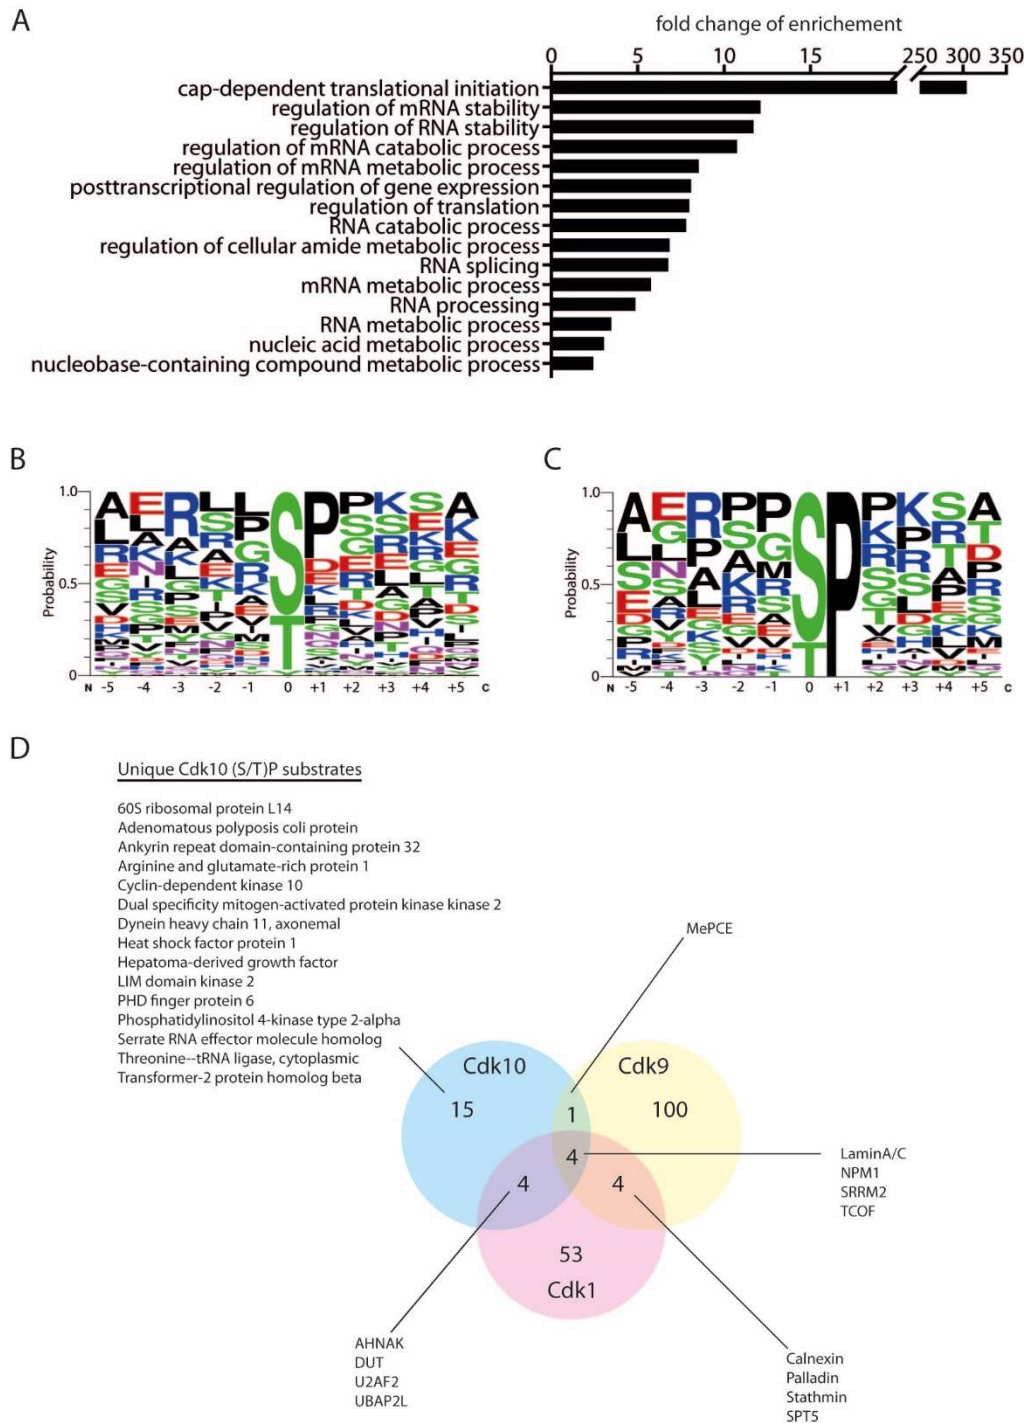 A
fold change of enrichement
0 5 10 15 250 300 350
cap-dependent translational initiation
regulation of mRNA stability
regulation of RNA stability
regulation of mRNA catabolic process
regulation of mRNA metabolic process
posttranscriptional regulation of gene expression
regulation of translation
RNA catabolic process
regulation of cellular amide metabolic process
RNA splicing
mRNA metabolic process
RNA processing
RNA metabolic process
nucleic acid metabolic process
nucleobase-containing compound metabolic process
B
1.0
Probability
0.5
0
N -5 -4 -3 -2 -1 0 +1 +2 +3 +4 +5 C
C
1.0
Probability
0.5
0
N -5 -4 -3 -2 -1 0 +1 +2 +3 +4 +5 C
D
Unique Cdk10 (S/T)P substrates
60S ribosomal protein L14
Adenomatous polyposis coli protein
Ankyrin repeat domain-containing protein 32
Arginine and glutamate-rich protein 1
Cyclin-dependent kinase 10
Dual specificity mitogen-activated protein kinase kinase 2
Dynein heavy chain 11, axonemal
Heat shock factor protein 1
Hepatoma-derived growth factor
LIM domain kinase 2
PHD finger protein 6
Phosphatidylinositol 4-kinase type 2-alpha
Serrate RNA effector molecule homolog
Threonine--tRNA ligase, cytoplasmic
Transformer-2 protein homolog beta
MePCE
Cdk10
Cdk9
15
1
100
4
4
4
53
Cdk1
LaminA/C
NPM1
SRRM2
TCOF
AHNAK
DUT
U2AF2
UBAP2L
Calnexin
Palladin
Stathmin
SPT5